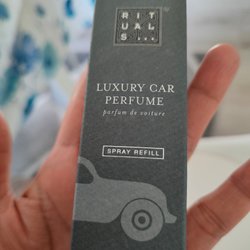 RIT
UAL
S...
LUXURY CAR
PERFUME
parfum de voiture
SPRAY REFILL